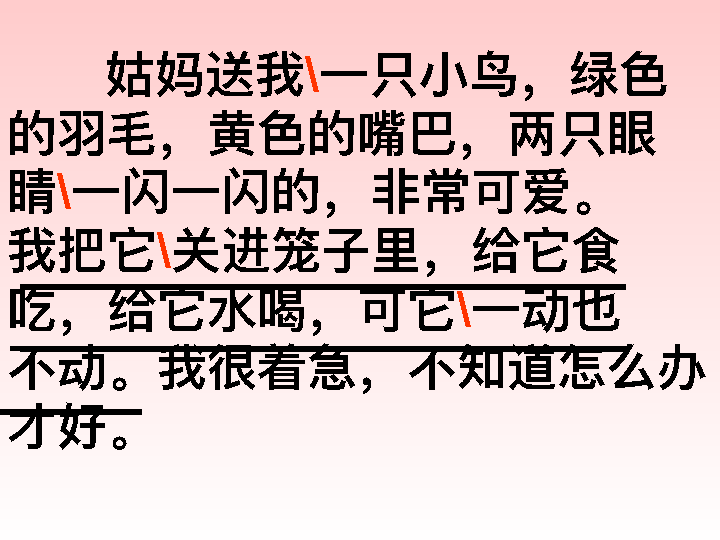 姑妈送我\一只小鸟，绿色
的羽毛，黄色的嘴巴，两只眼
睛\一闪一闪的，非常可爱。
我把它\关进笼子里，给它食
吃，给它水喝，可它\一动也
不动。我很着急，不知道怎么办
才好。